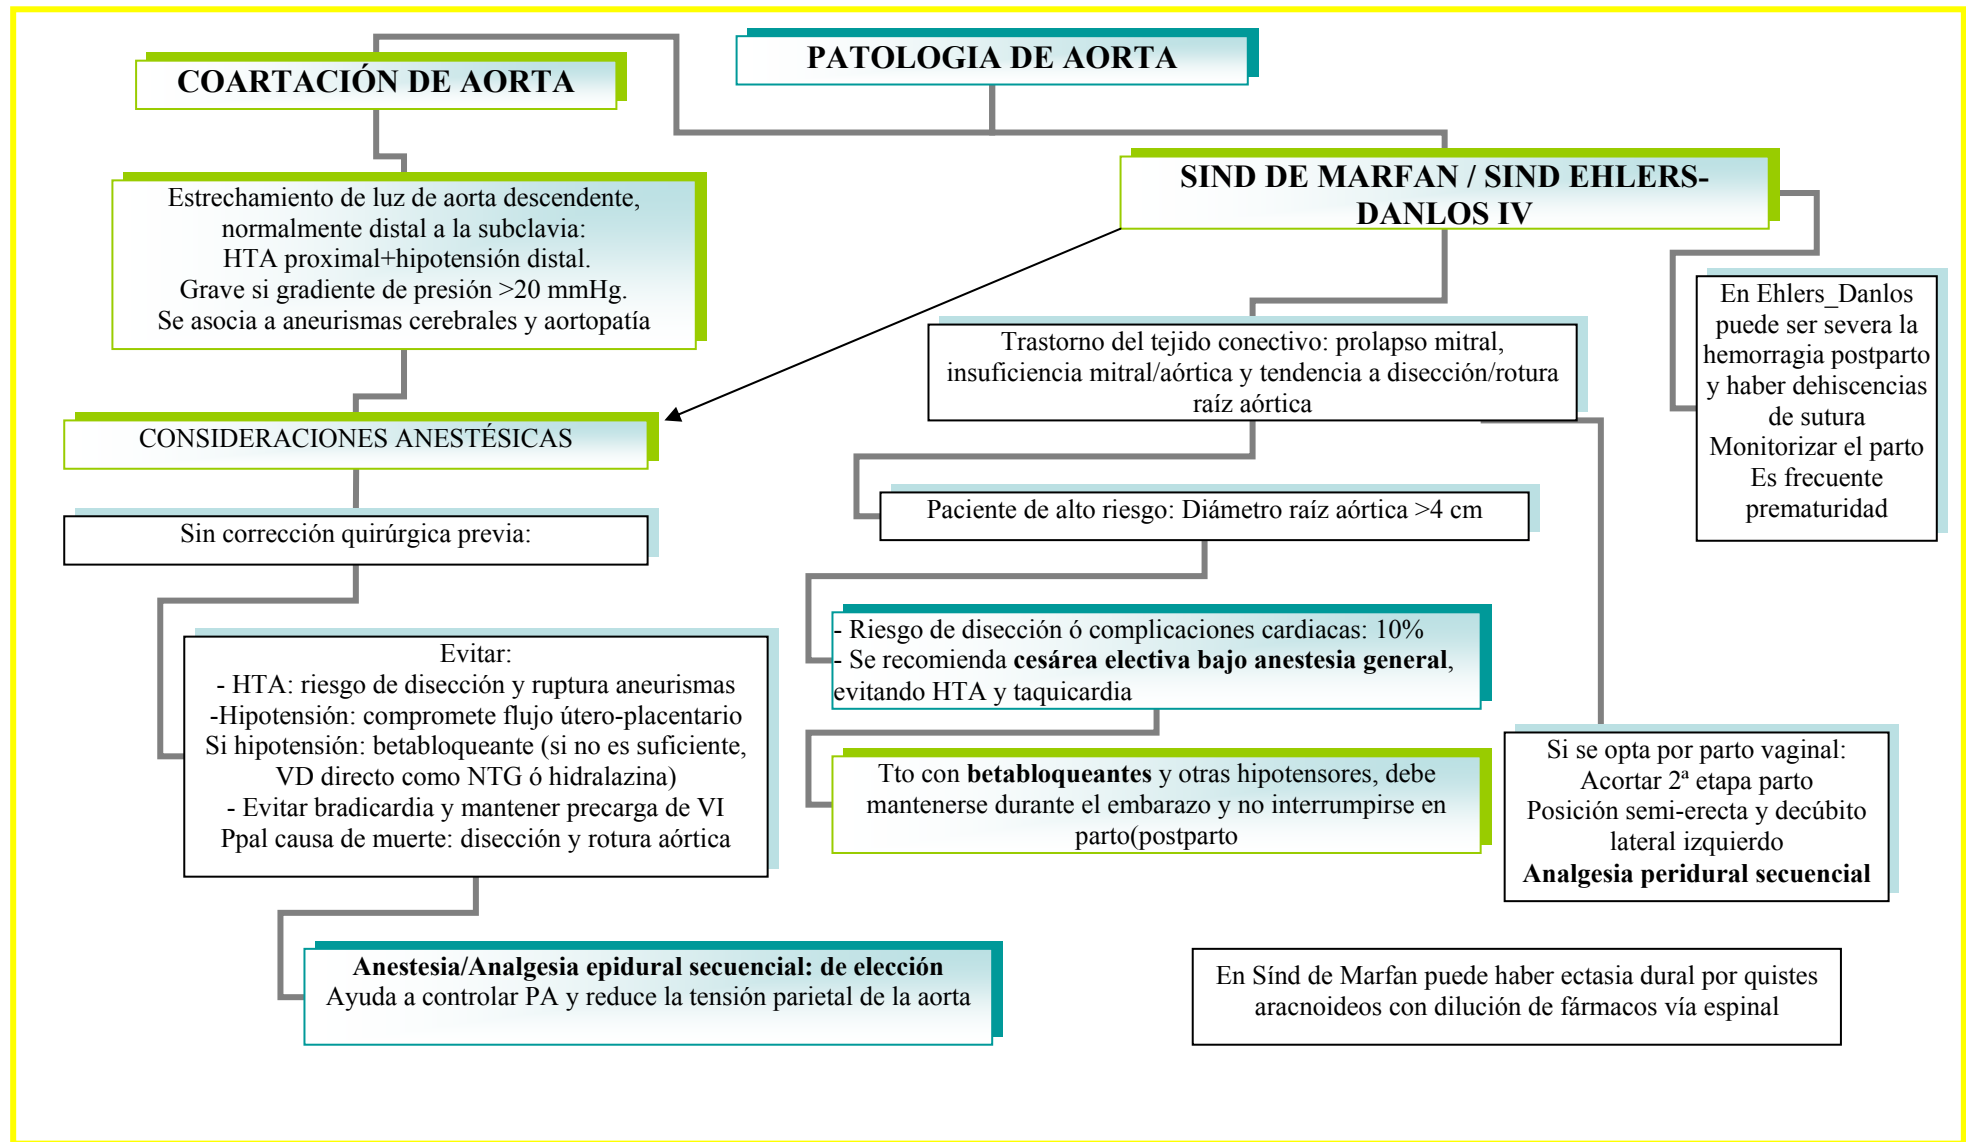 PATOLOGIA DE AORTA
COARTACIÓN DE AORTA
Estrechamiento de luz de aorta descendente,
normalmente distal a la subclavia:
HTA proximal+hipotensión distal.
Grave si gradiente de presión >20 mmHg.
Se asocia a aneurismas cerebrales y aortopatía
CONSIDERACIONES ANESTÉSICAS
Sin corrección quirúrgica previa:
Evitar:
- HTA: riesgo de disección y ruptura aneurismas
-Hipotensión: compromete flujo útero-placentario
Si hipotensión: betabloqueante (si no es suficiente,
VD directo como NTG ó hidralazina)
- Evitar bradicardia y mantener precarga de VI
Ppal causa de muerte: disección y rotura aórtica
Anestesia/Analgesia epidural secuencial: de elección
Ayuda a controlar PA y reduce la tensión parietal de la aorta
SIND DE MARFAN / SIND EHLERS-
DANLOS IV
Trastorno del tejido conectivo: prolapso mitral,
insuficiencia mitral/aórtica y tendencia a disección/rotura
raíz aórtica
Paciente de alto riesgo: Diámetro raíz aórtica >4 cm
- Riesgo de disección ó complicaciones cardiacas: 10%
- Se recomienda cesárea electiva bajo anestesia general,
evitando HTA y taquicardia
Tto con betabloqueantes y otras hipotensores, debe
mantenerse durante el embarazo y no interrumpirse en
parto(postparto
Si se opta por parto vaginal:
Acortar 2ª etapa parto
Posición semi-erecta y decúbito
lateral izquierdo
Analgesia peridural secuencial
En Ehlers_Danlos
puede ser severa la
hemorragia postparto
y haber dehiscencias
de sutura
Monitorizar el parto
Es frecuente
prematuridad
En Sínd de Marfan puede haber ectasia dural por quistes
aracnoideos con dilución de fármacos vía espinal